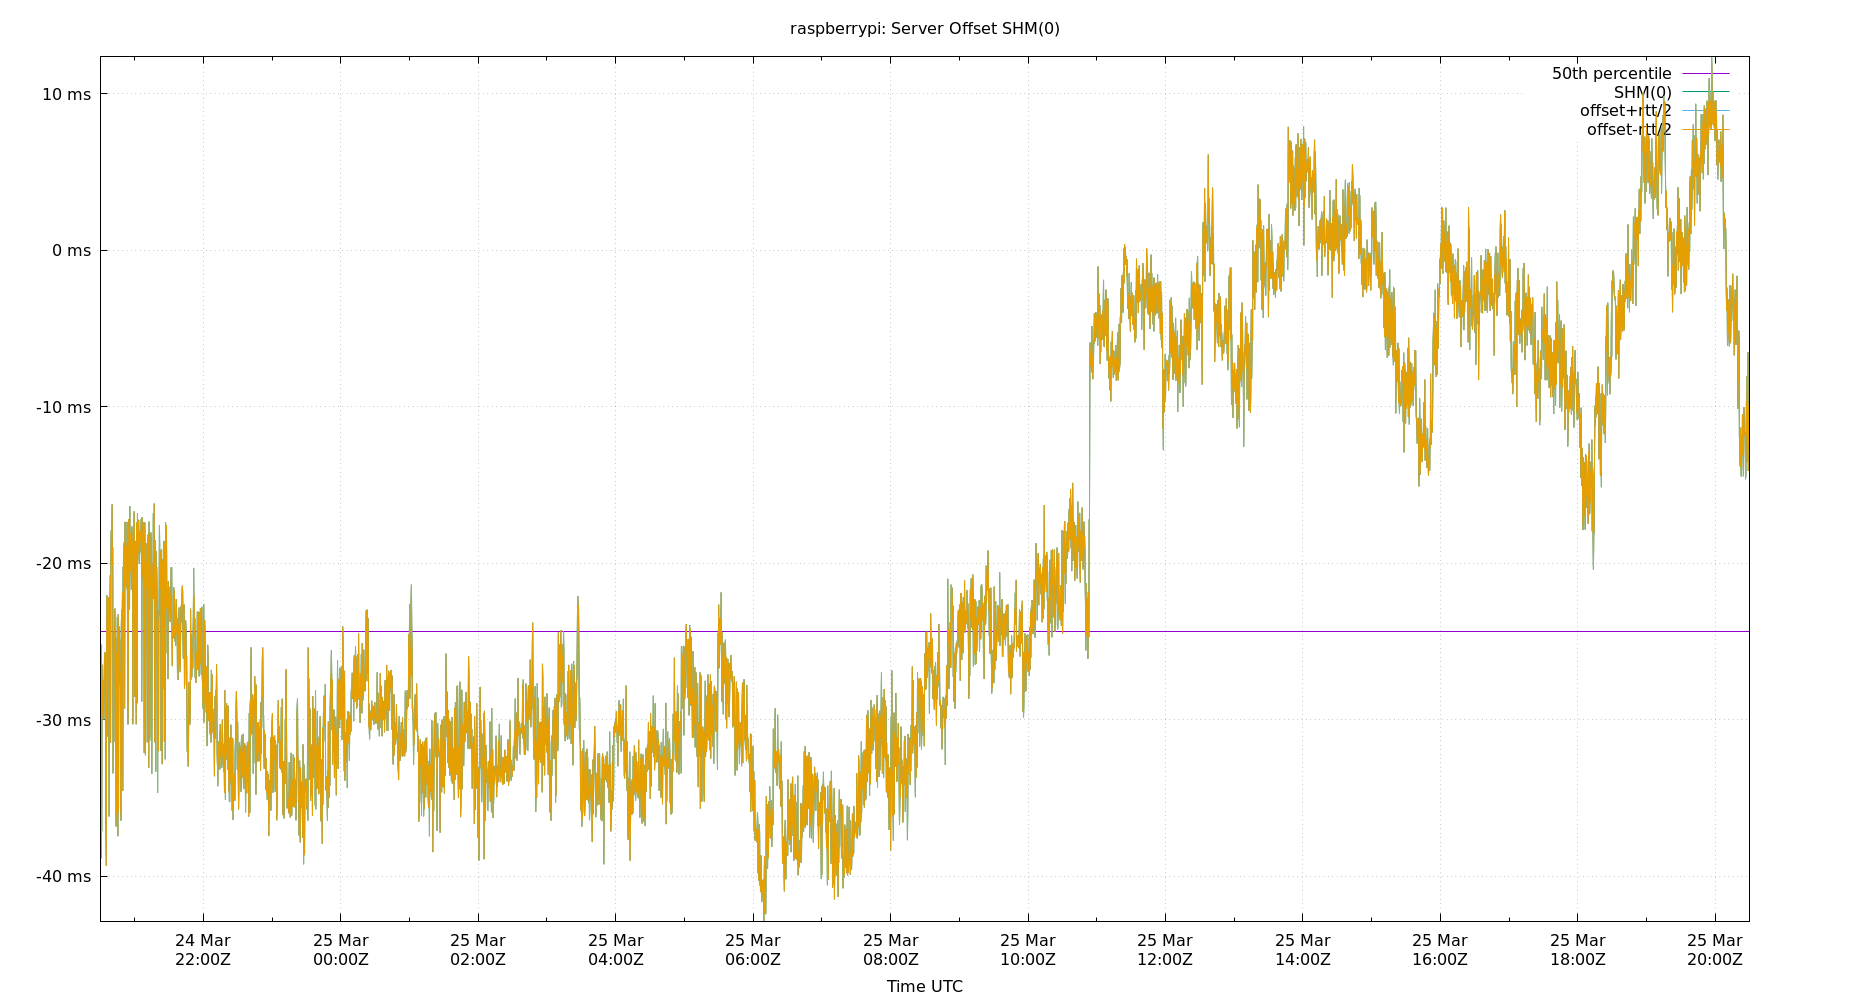 raspberrypi: Server Offset SHM(0)
50th percentile
SHM(0)
offset+rtt/2
offset-rtt/2
10 ms
0 ms
-10 ms
-20 ms
-30 ms
-40 ms
24 Mar 25 Mar 25 Mar 25 Mar 25 Mar 25 Mar 25 Mar 25 Mar 25 Mar 25 Mar 25 Mar 25 Mar
22:00Z 00:00Z 02:00Z 04:00Z 06:00Z 08:00Z 10:00Z 12:00Z 14:00Z 16:00Z 18:00Z 20:00Z
Time UTC